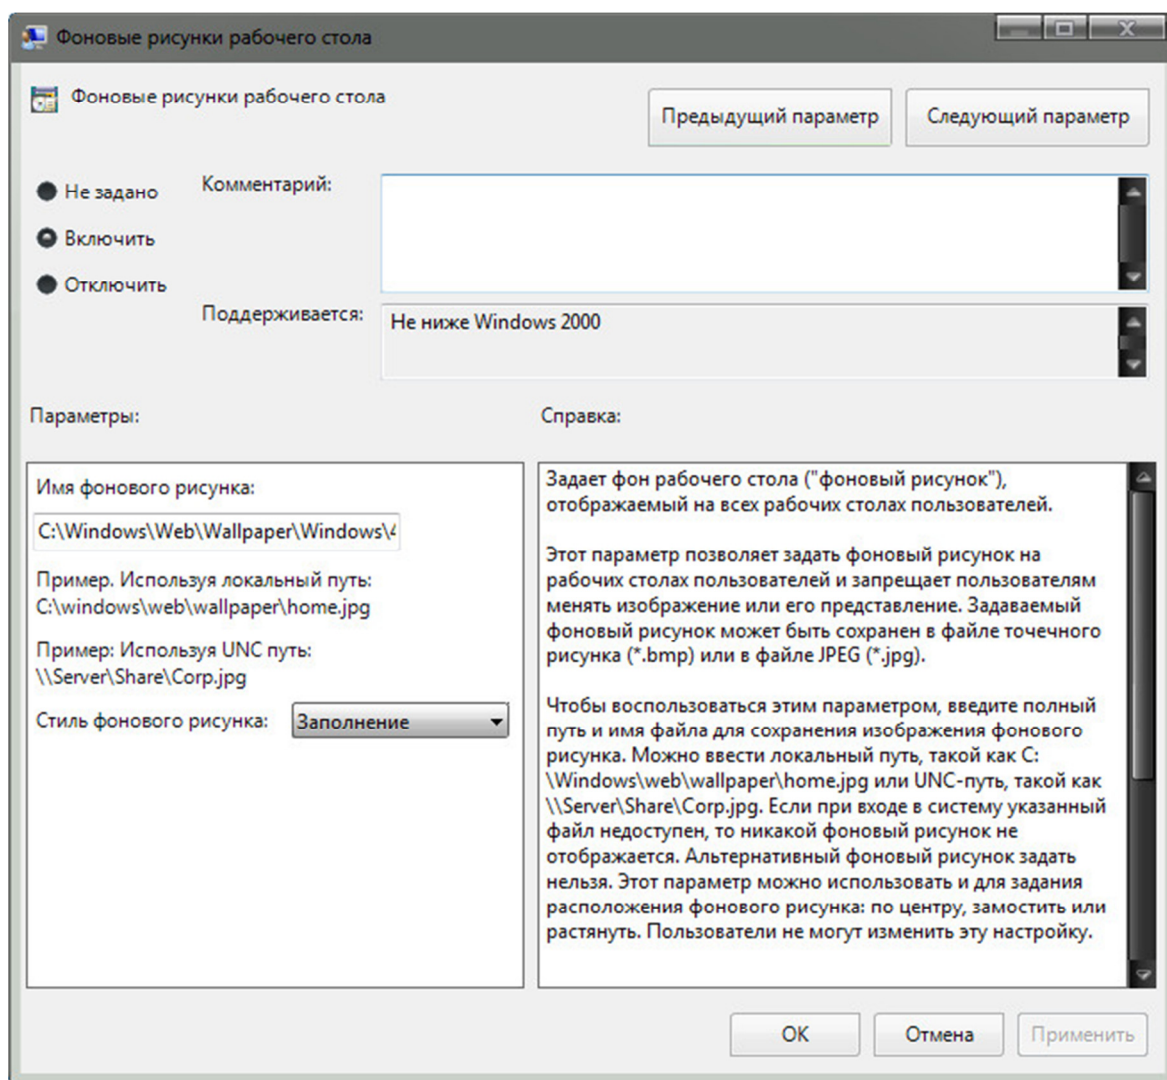 Фоновые рисунки рабочего стола
Фоновые рисунки рабочего стола
Предыдущий параметр
Следующий параметр
Не задано
Включить
Отключить
Комментарий:
Поддерживается:
Не ниже Windows 2000
Параметры:
Справка:
Имя фонового рисунка:
C:\Windows\Web\Wallpaper\Windows\
Пример. Используя локальный путь:
C:\windows\web\wallpaper\home.jpg
Пример: Используя UNC путь:
\\Server\Share\Corp.jpg
Стиль фонового рисунка:
Заполнение
Задает фон рабочего стола ("фоновый рисунок"),
отображаемый на всех рабочих столах пользователей.
Этот параметр позволяет задать фоновый рисунок на
рабочих столах пользователей и запрещает пользователям
менять изображение или его представление. Задаваемый
фоновый рисунок может быть сохранен в файле точечного
рисунка (*.bmp) или в файле JPEG (*.jpg).
Чтобы воспользоваться этим параметром, введите полный
путь и имя файла для сохранения изображения фонового
рисунка. Можно ввести локальный путь, такой как C:
\Windows\web\wallpaper\home.jpg или UNC-путь, такой как
\\Server\Share\Corp.jpg. Если при входе в систему указанный
файл недоступен, то никакой фоновый рисунок не
отображается. Альтернативный фоновый рисунок задать
нельзя. Этот параметр можно использовать и для задания
расположения фонового рисунка: по центру, замостить или
растянуть. Пользователи не могут изменить эту настройку.
ОК
Отмена
Применить